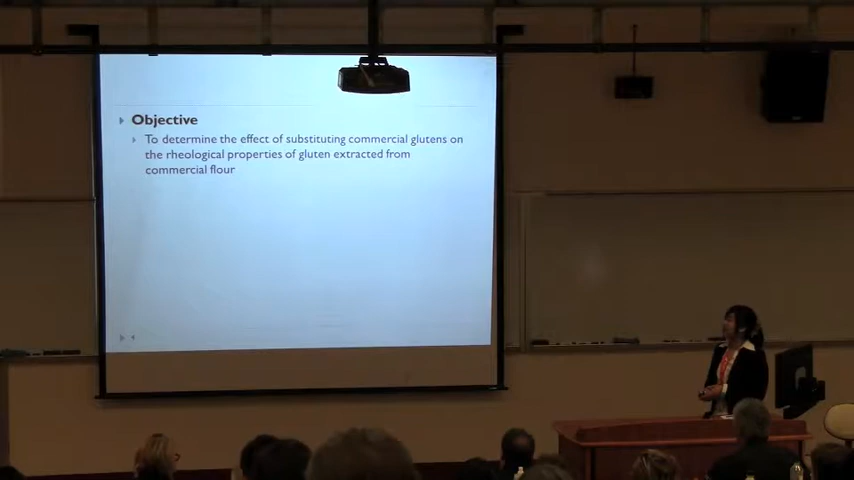 Objective
To determine the effect of substituting commercial glutens on
the rheological properties of gluten extracted from
commercial flour
4